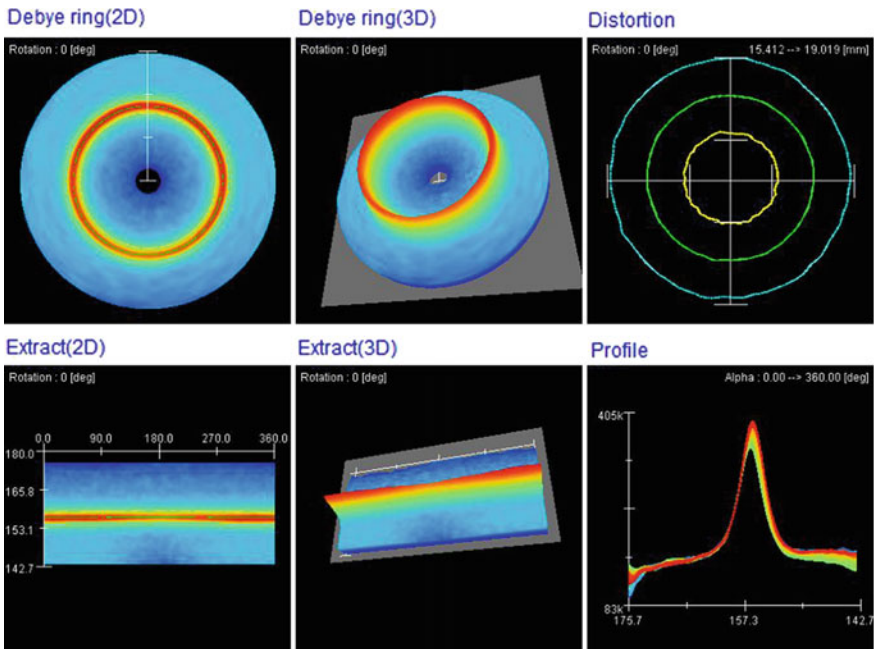 Debye ring(2D)
Debye ring(3D)
Distortion
Rotation : 0 [deg]
Rotation : 0 [deg]
Rotation : 0 [deg]
15.412 --> 19.019 [mm]
Extract(2D)
Extract(3D)
Profile
Rotation : 0 [deg]
Rotation : 0 [deg]
Alpha : 0.00 --> 360.00 [deg]
0.0 90.0 180.0 270.0 360.0
180.0
165.8
153.1
142.7
405k
83k
175.7 157.3 142.7